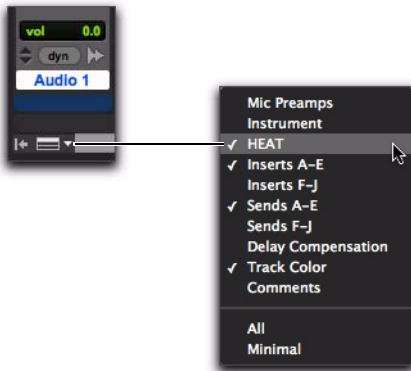 vol 0.0
dyn
Audio 1
Mic Preamps
Instrument
✓ HEAT
✓ Inserts A–E
Inserts F–J
✓ Sends A–E
Sends F–J
Delay Compensation
✓ Track Color
Comments
All
Minimal